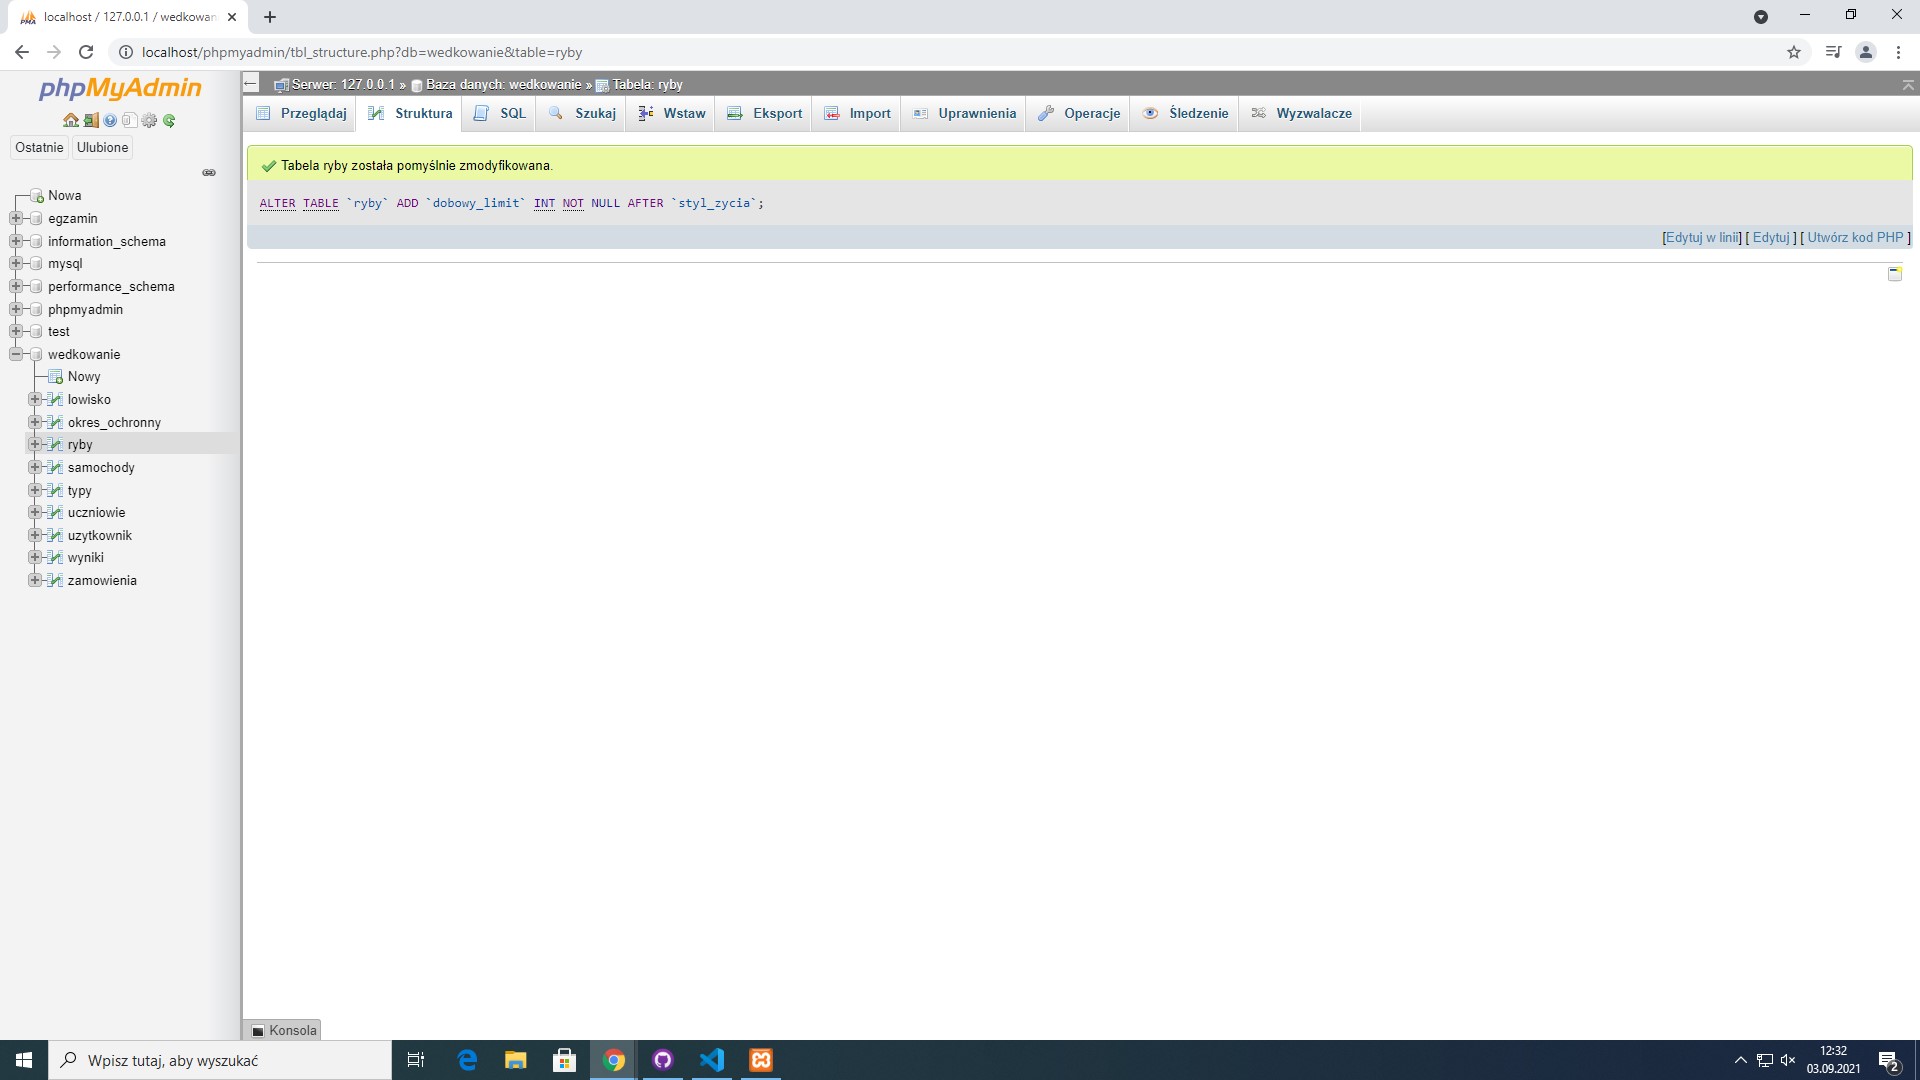 localhost / 127.0.0.1 / wedkowan
localhost/phpmyadmin/tbl_structure.php?db=wedkowanie&table=ryby
phpMyAdmin
Ostatnie
Ulubione
Nowa
egzamin
information_schema
mysql
performance_schema
phpmyadmin
test
wedkowanie
Nowy
lowisko
okres_ochronny
ryby
samochody
typy
uczniowie
uzytkownik
wyniki
zamowienia
Serwer: 127.0.0.1 » Baza danych: wedkowanie » Tabela: ryby
Przeglądaj Struktura SQL Szukaj Wstaw Eksport Import Uprawnienia Operacje Śledzenie Wyzwalacze
Tabela ryby została pomyślnie zmodyfikowana.
ALTER TABLE `ryby` ADD `dobowy_limit` INT NOT NULL AFTER `styl_zycia`;
[Edytuj w linii] [ Edytuj ] [ Utwórz kod PHP ]
Konsola
Wpisz tutaj, aby wyszukać
12:32
03.09.2021
2